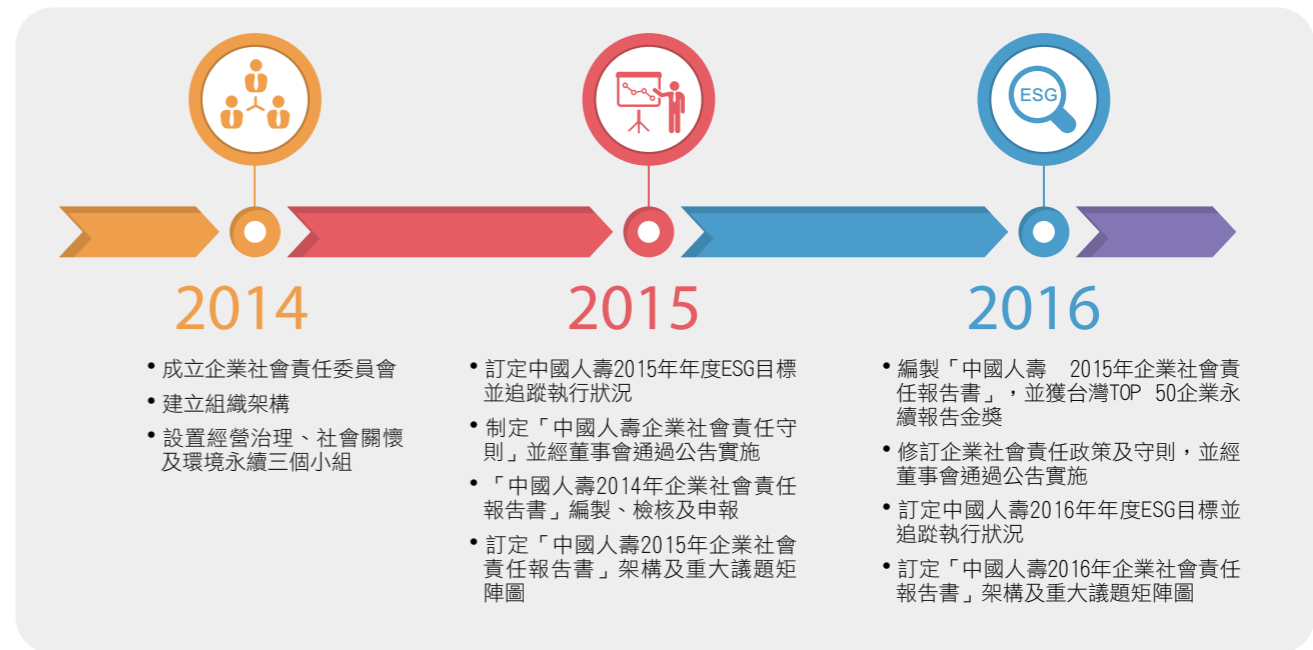 ESG
2014
• 成立企業社會責任委員會
• 建立組織架構
• 設置經營治理、社會關懷
及環境永續三個小組
2015
• 訂定中國人壽2015年年度ESG目標
並追蹤執行狀況
• 制定「中國人壽企業社會責任守
則」並經董事會通過公告實施
• 「中國人壽2014年企業社會責任
報告書」編製、檢核及申報
• 訂定「中國人壽2015年企業社會
責任報告書」架構及重大議題矩
陣圖
2016
• 編製「中國人壽　2015年企業社會責
任報告書」，並獲台灣TOP 50企業永
續報告金獎
• 修訂企業社會責任政策及守則，並經
董事會通過公告實施
• 訂定中國人壽2016年年度ESG目標並
追蹤執行狀況
• 訂定「中國人壽2016年企業社會責任
報告書」架構及重大議題矩陣圖